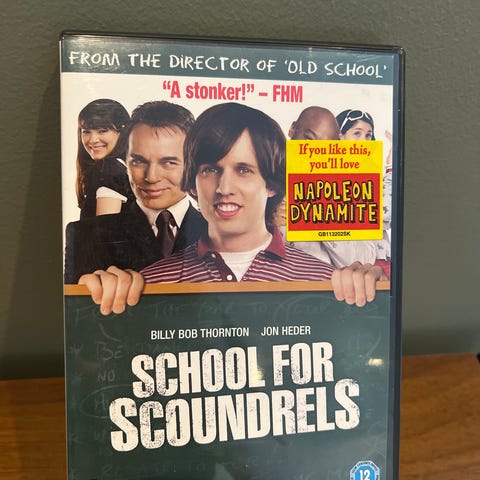 FROM THE DIRECTOR OF 'OLD SCHOOL'
"A stonker!" – FHM
If you like this,
you'll love
NAPOLEON
DYNAMITE
GB113202SK
BILLY BOB THORNTON JON HEDER
SCHOOL FOR
SCOUNDRELS
12